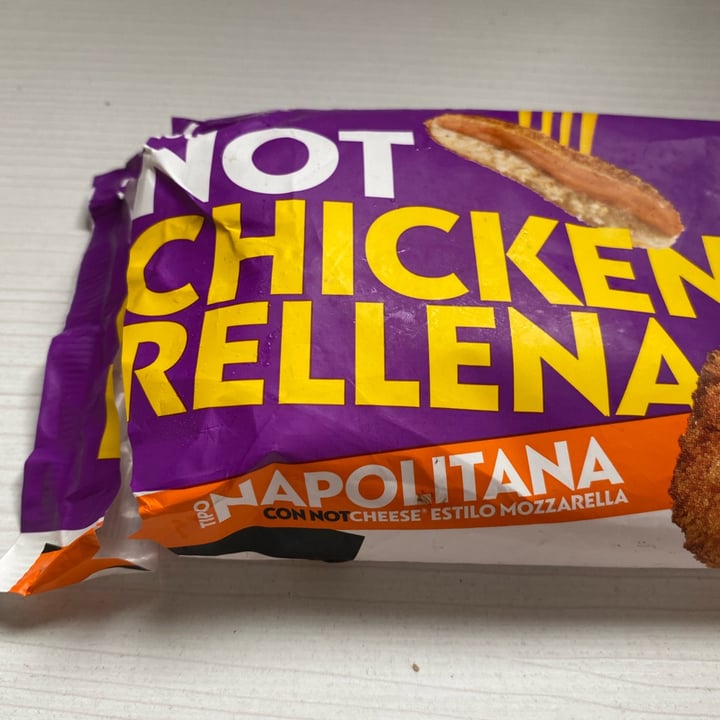 NOT
CHICKEN
RELLENA
TIPO NAPOLITANA
CON NOTCHEESE* ESTILO MOZZARELLA